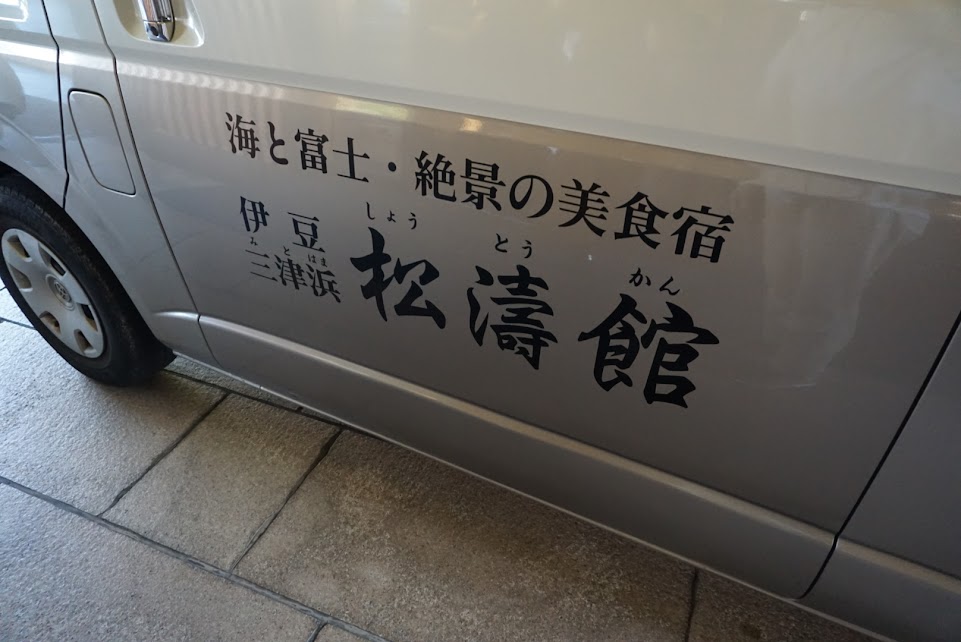 海と富士・絶景の美食宿
伊豆
みとはま
三津浜
しょうとうかん
松濤館